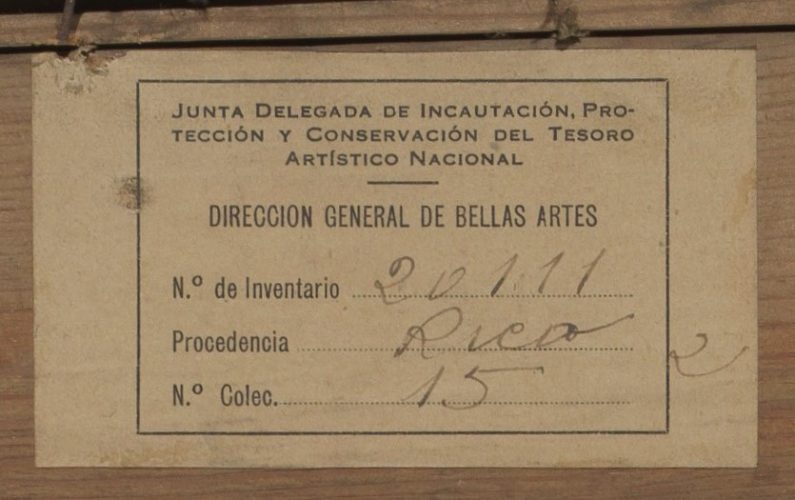 JUNTA DELEGADA DE INCAUTACIÓN, PRO-
TECCIÓN Y CONSERVACIÓN DEL TESORO
ARTÍSTICO NACIONAL
DIRECCION GENERAL DE BELLAS ARTES
N.º de Inventario 20111
Procedencia Rico 2
N.º Colec. 15